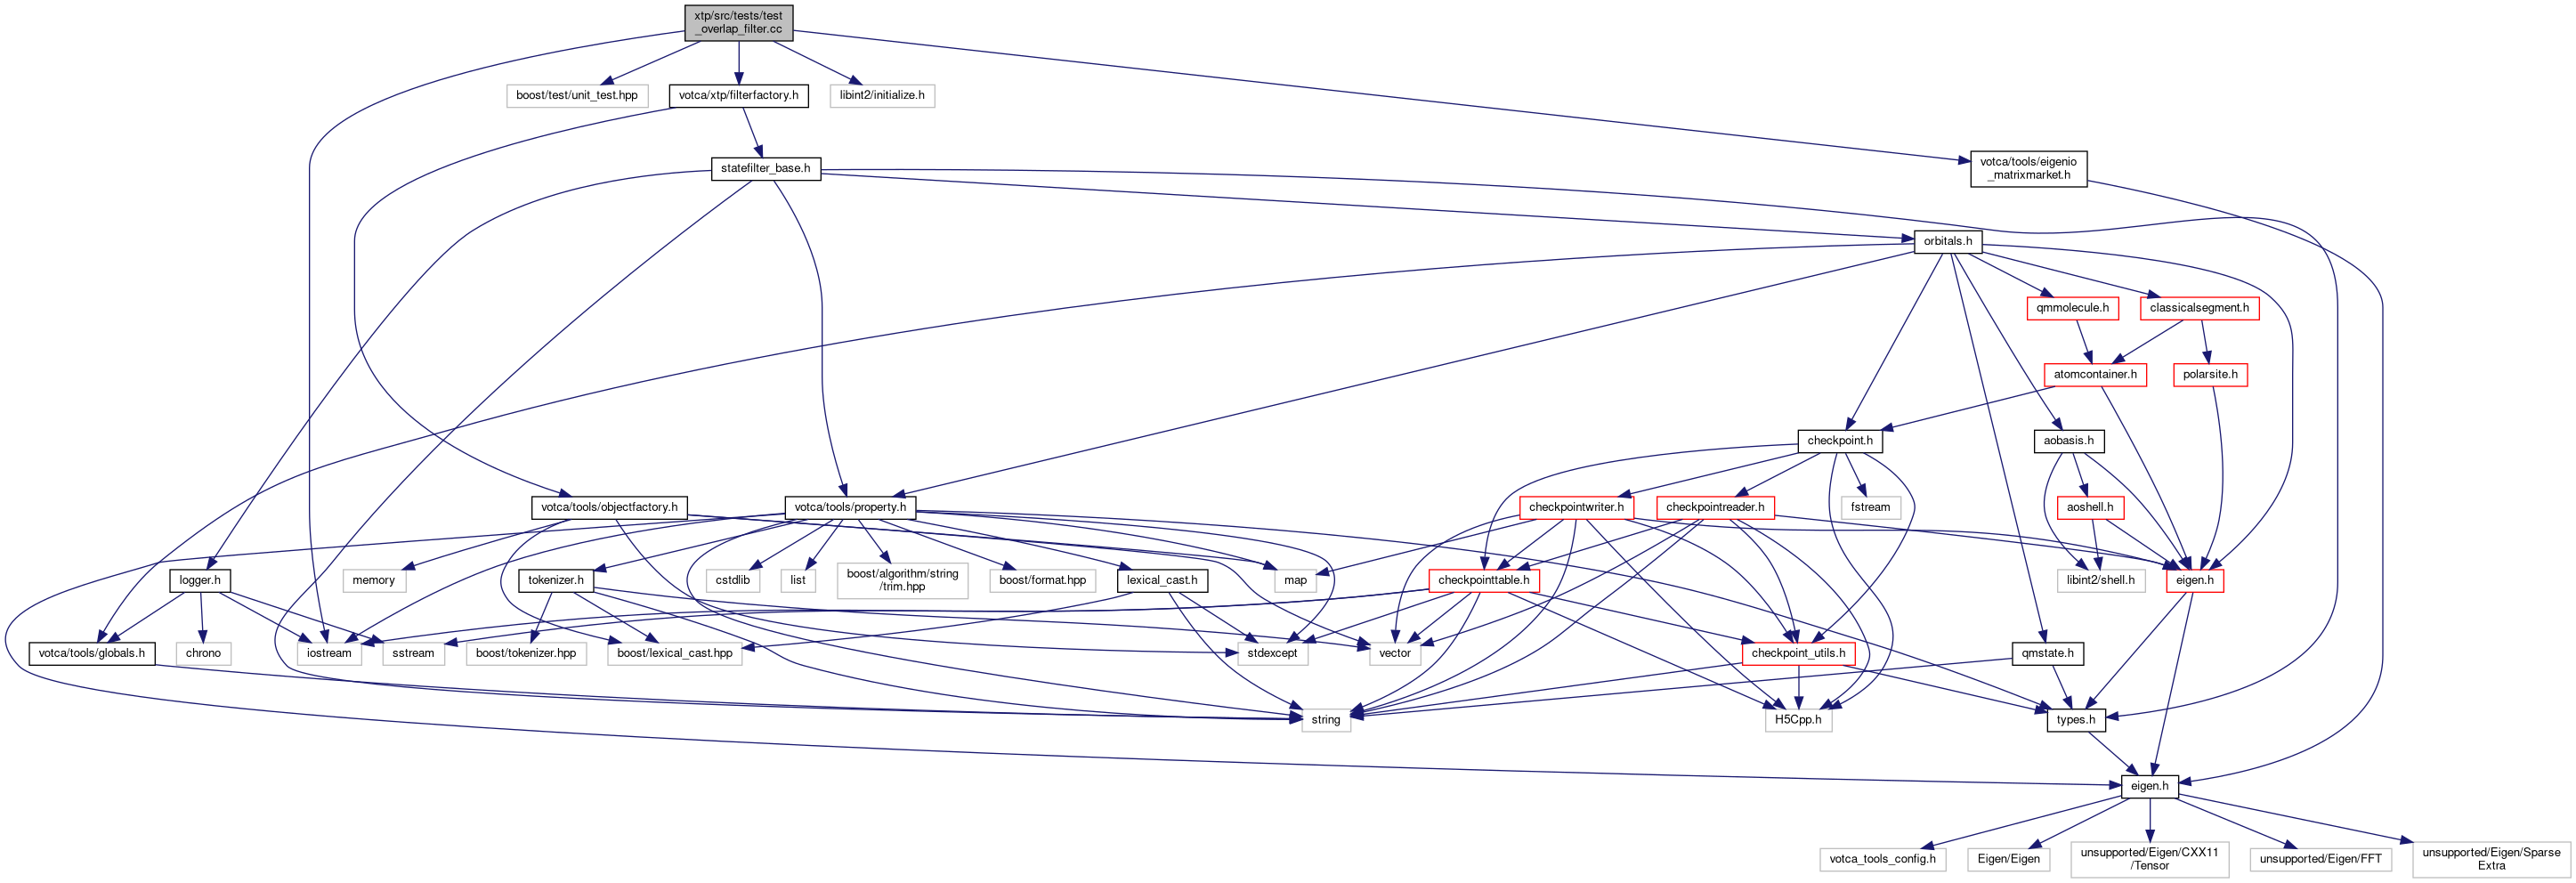 xtp/src/tests/test
_overlap_filter.cc
boost/test/unit_test.hpp
votca/xtp/filterfactory.h
libint2/initialize.h
votca/tools/eigenio
_matrixmarket.h
statefilter_base.h
orbitals.h
qmmolecule.h
classicalsegment.h
atomcontainer.h
polarsite.h
checkpoint.h
aobasis.h
votca/tools/objectfactory.h
votca/tools/property.h
checkpointwriter.h
checkpointreader.h
fstream
aoshell.h
logger.h
memory
tokenizer.h
cstdlib
list
boost/algorithm/string
/trim.hpp
boost/format.hpp
lexical_cast.h
map
checkpointtable.h
libint2/shell.h
eigen.h
votca/tools/globals.h
chrono
iostream
sstream
boost/tokenizer.hpp
boost/lexical_cast.hpp
stdexcept
vector
checkpoint_utils.h
qmstate.h
string
H5Cpp.h
types.h
eigen.h
votca_tools_config.h
Eigen/Eigen
unsupported/Eigen/CXX11
/Tensor
unsupported/Eigen/FFT
unsupported/Eigen/Sparse
Extra